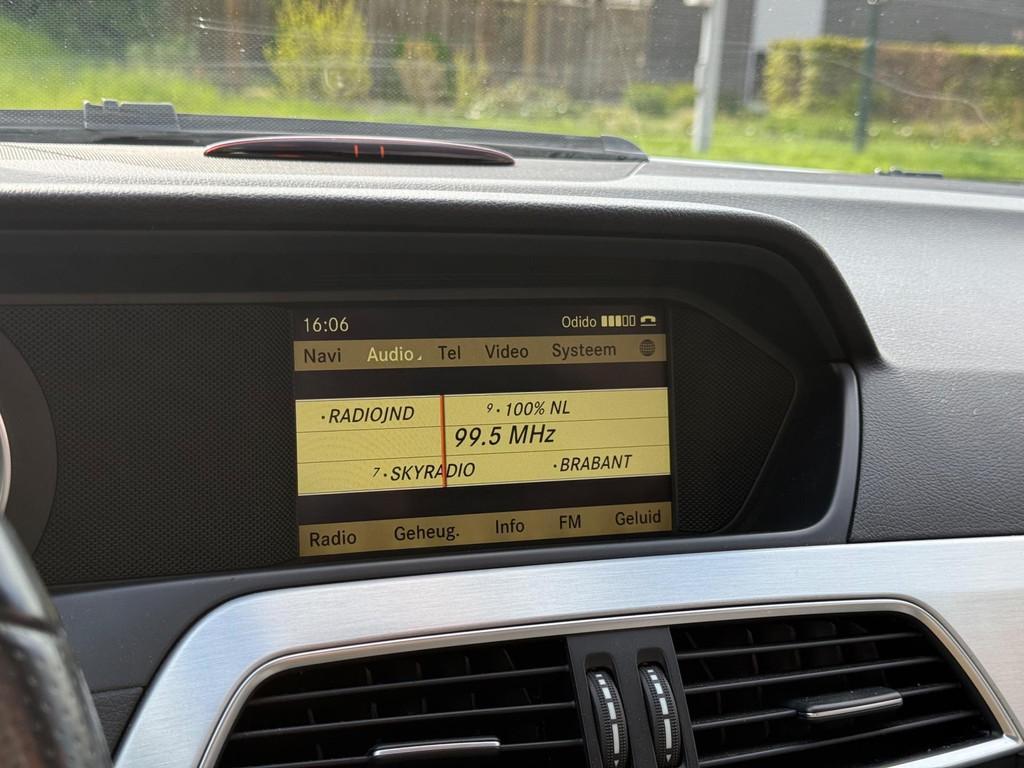 16:06 Odido
Navi Audio Tel Video Systeem
·RADIOJND 9·100% NL
99.5 MHz
7·SKYRADIO ·BRABANT
Radio Geheug. Info FM Geluid